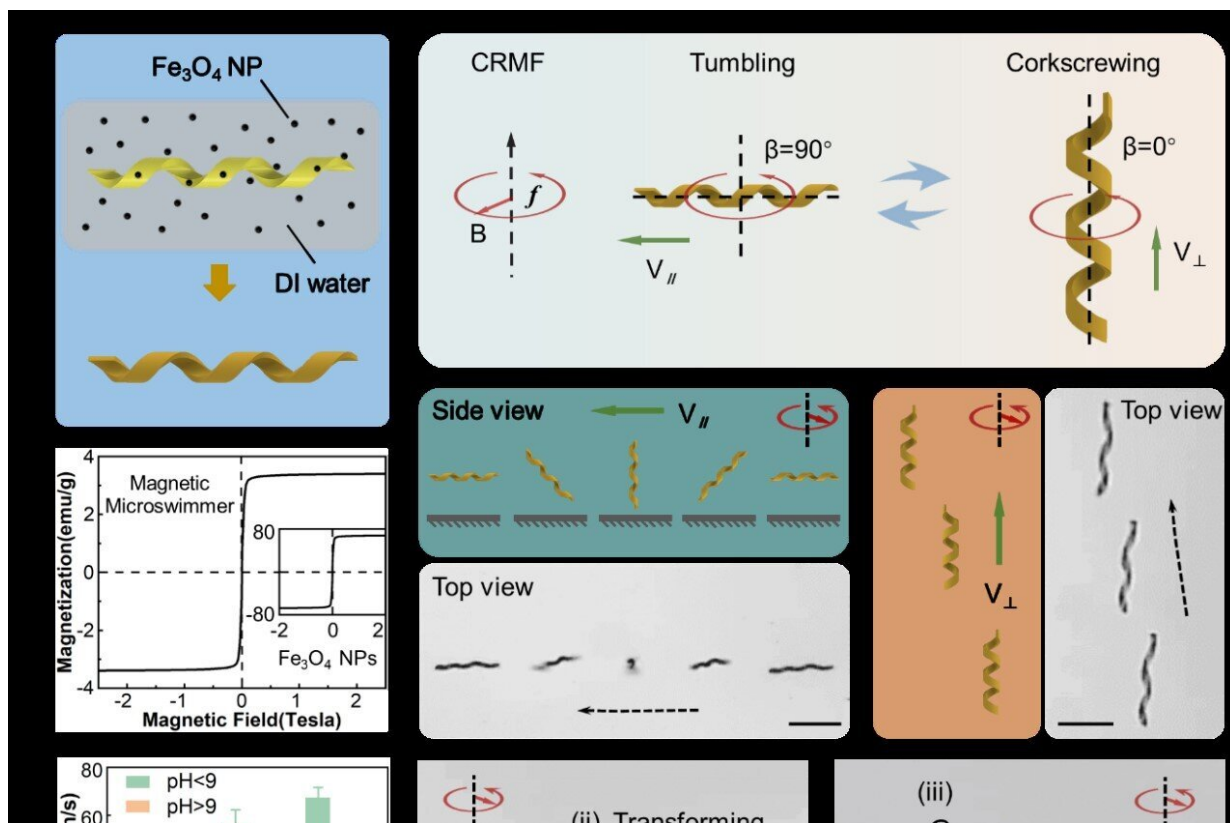 Fe₃O₄ NP
DI water
CRMF
Tumbling
Corkscrewing
β=90°
β=0°
f
B
V∥
V⊥
Side view
V∥
Top view
V⊥
Top view
Magnetization(emu/g)
4
2
0
-2
-4
Magnetic
Microswimmer
80
0
-80
-2
0
2
Fe₃O₄ NPs
-2
-1
0
1
2
Magnetic Field(Tesla)
80
60
pH<9
pH>9
(ii) Transforming
(iii)